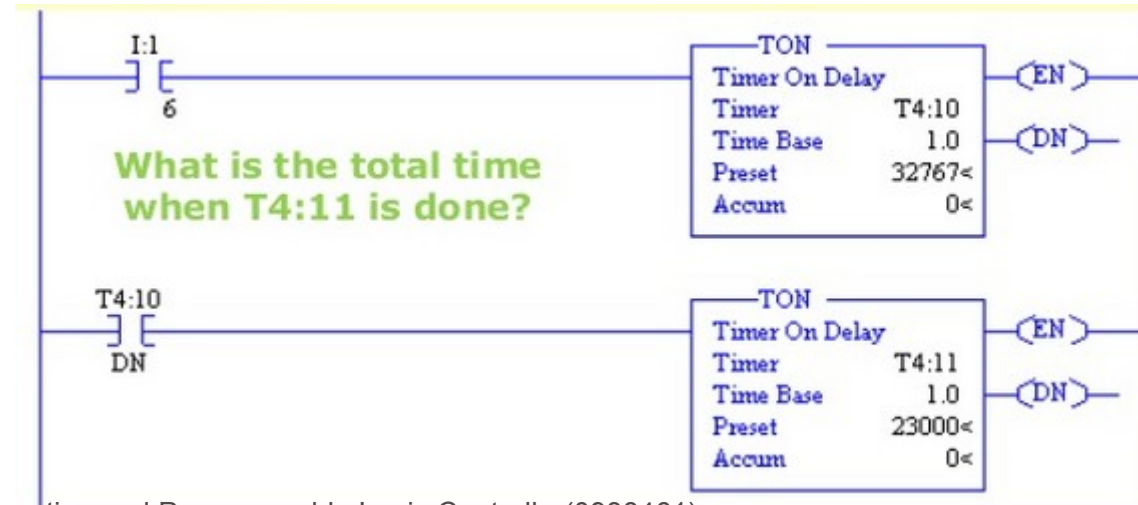 I:1
6
TON
Timer On Delay
Timer T4:10
Time Base 1.0
Preset 32767<
Accum 0<
EN
DN
What is the total time
when T4:11 is done?
T4:10
DN
TON
Timer On Delay
Timer T4:11
Time Base 1.0
Preset 23000<
Accum 0<
EN
DN